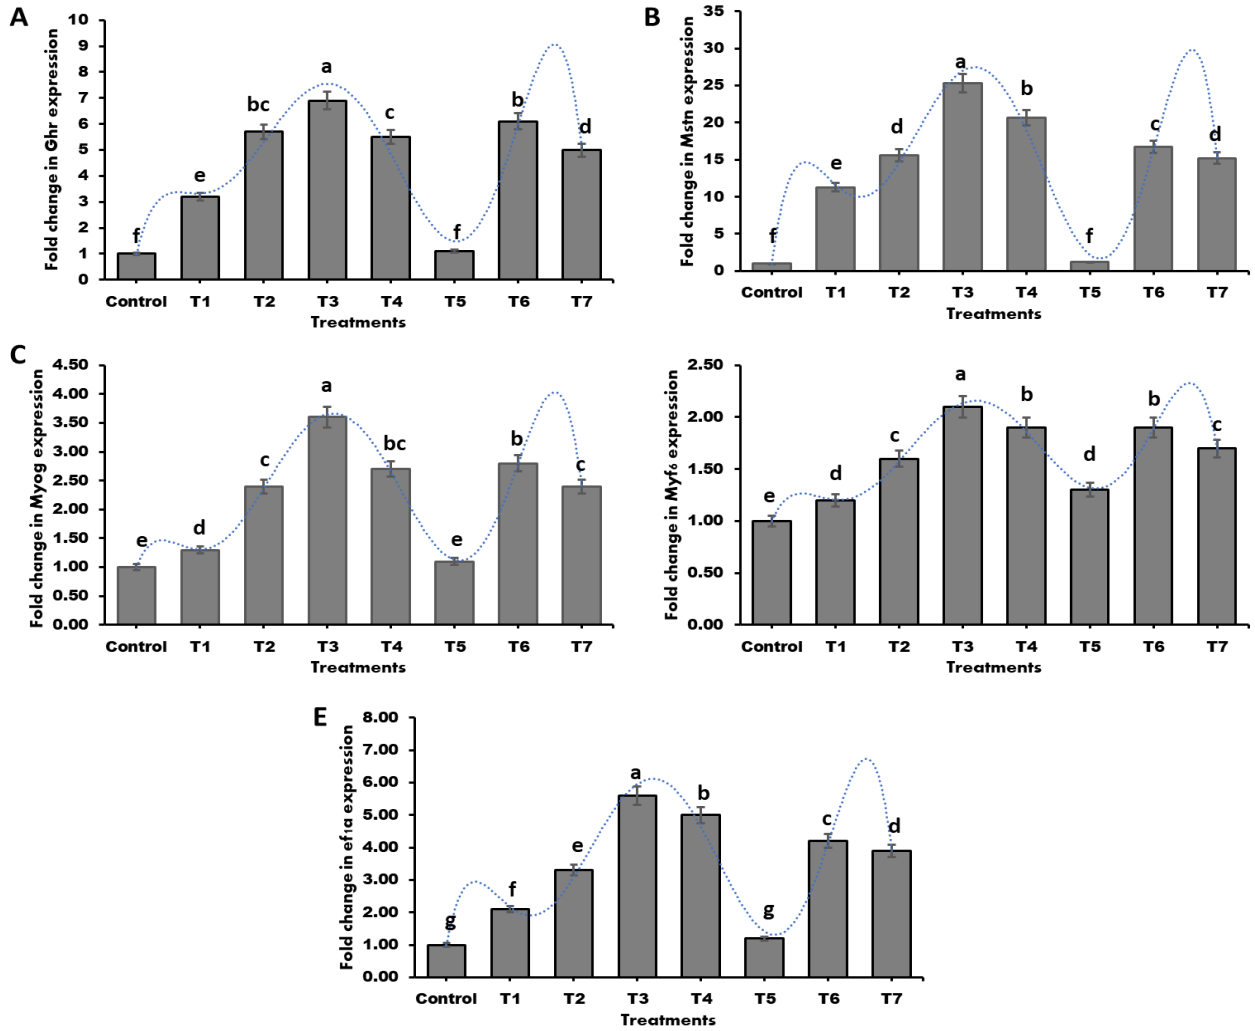 A
Fold change in Ghr expression
10
9
8
7
6
5
4
3
2
1
0
f
e
bc
a
c
f
b
d
Control T1 T2 T3 T4 T5 T6 T7
Treatments
B
Fold change in Mstn expression
35
30
25
20
15
10
5
0
f
e
d
a
b
f
c
d
Control T1 T2 T3 T4 T5 T6 T7
Treatments
C
Fold change in Myog expression
4.50
4.00
3.50
3.00
2.50
2.00
1.50
1.00
0.50
0.00
e
d
c
a
bc
e
b
c
Control T1 T2 T3 T4 T5 T6 T7
Treatments
Fold change in Myf6 expression
2.50
2.00
1.50
1.00
0.50
0.00
e
d
c
a
b
d
b
c
Control T1 T2 T3 T4 T5 T6 T7
Treatments
E
Fold change in ef1α expression
8.00
7.00
6.00
5.00
4.00
3.00
2.00
1.00
0.00
g
f
e
a
b
g
c
d
Control T1 T2 T3 T4 T5 T6 T7
Treatments